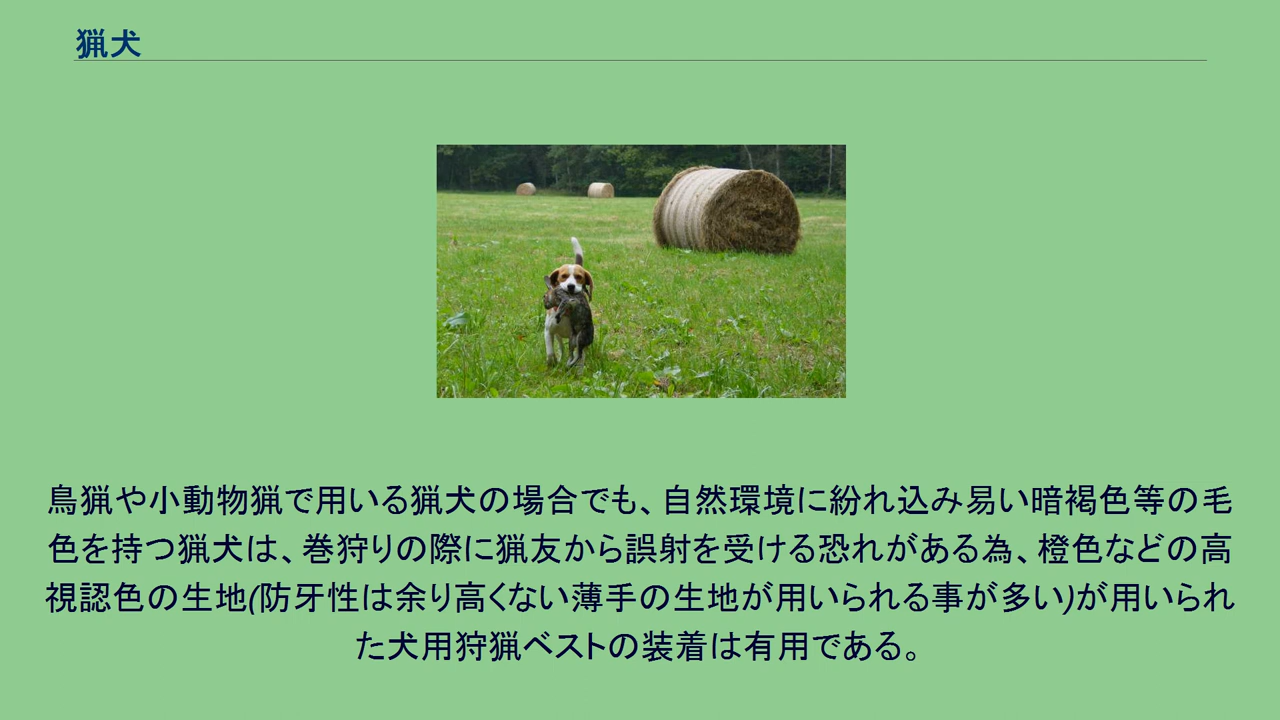 猟犬
鳥猟や小動物猟で用いる猟犬の場合でも、自然環境に紛れ込み易い暗褐色等の毛
色を持つ猟犬は、巻狩りの際に猟友から誤射を受ける恐れがある為、橙色などの高
視認色の生地(防牙性は余り高くない薄手の生地が用いられる事が多い)が用いられ
た犬用狩猟ベストの装着は有用である。